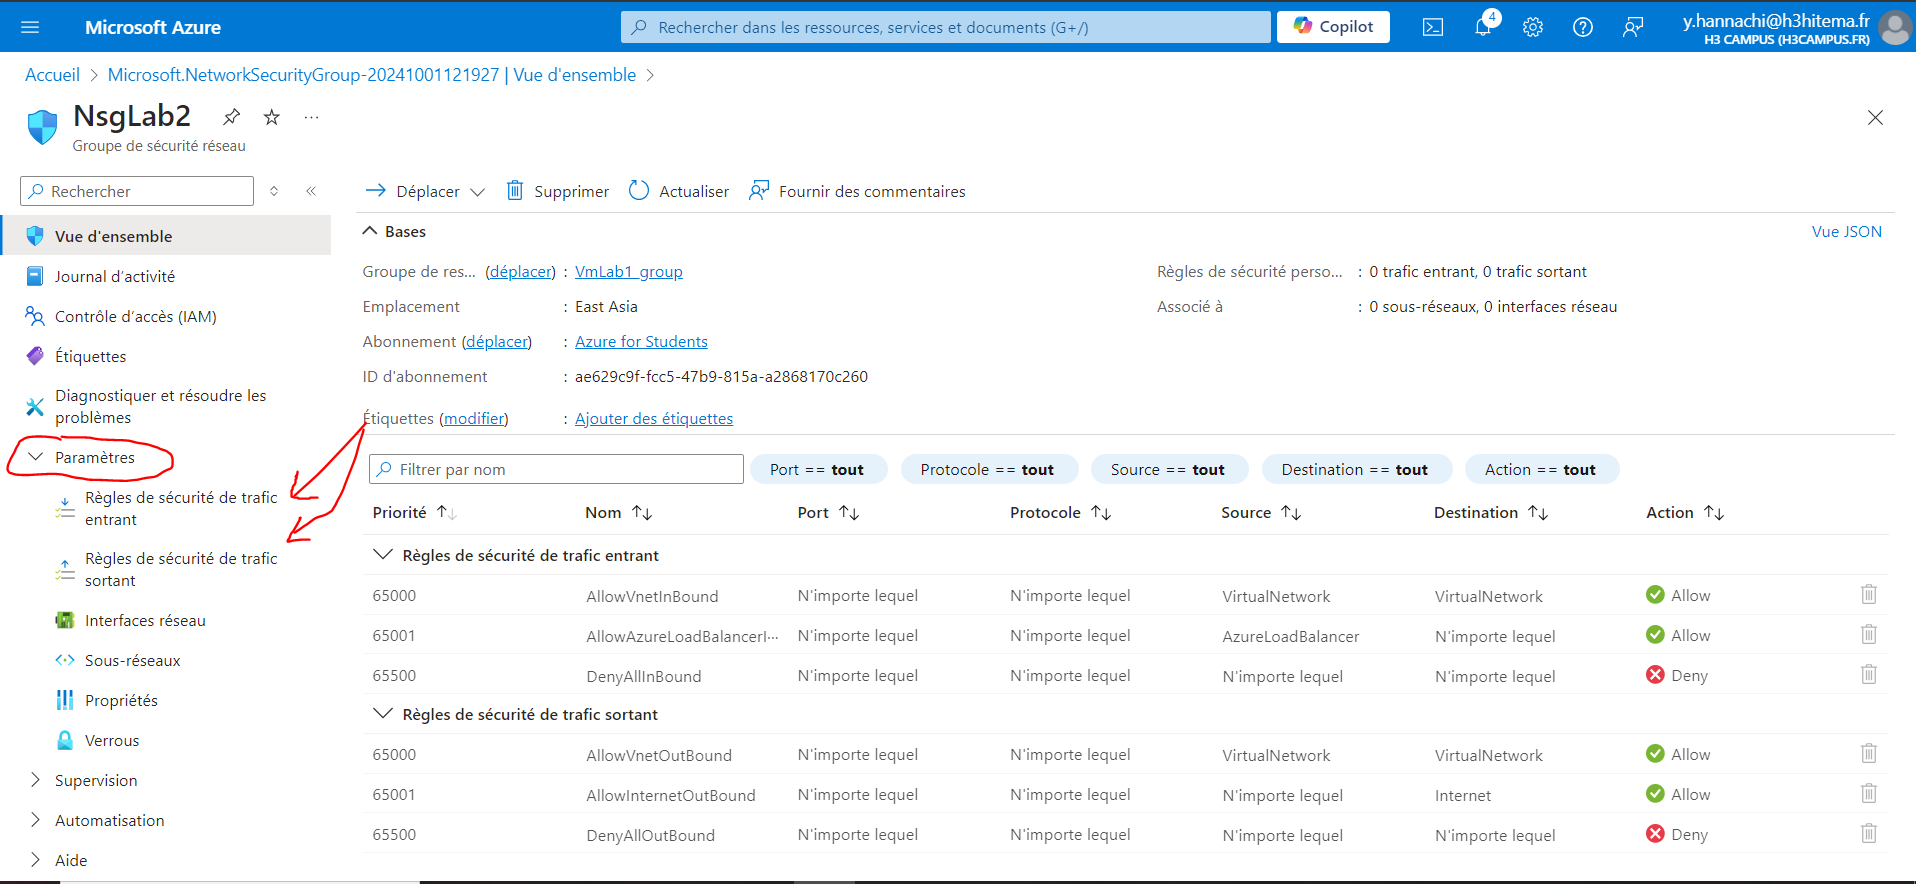 Microsoft Azure
Rechercher dans les ressources, services et documents (G+/)
Copilot
4
y.hannachi@h3hitema.fr
H3 CAMPUS (H3CAMPUS.FR)
Accueil > Microsoft.NetworkSecurityGroup-20241001121927 | Vue d'ensemble >
NsgLab2
Groupe de sécurité réseau
Rechercher
Vue d'ensemble
Journal d'activité
Contrôle d'accès (IAM)
Étiquettes
Diagnostiquer et résoudre les
problèmes
Paramètres
Règles de sécurité de trafic
entrant
Règles de sécurité de trafic
sortant
Interfaces réseau
Sous-réseaux
Propriétés
Verrous
Supervision
Automatisation
Aide
Déplacer Supprimer Actualiser Fournir des commentaires
Bases
Vue JSON
Groupe de res... (déplacer) : VmLab1_group
Emplacement : East Asia
Abonnement (déplacer) : Azure for Students
ID d'abonnement : ae629c9f-fcc5-47b9-815a-a2868170c260
Étiquettes (modifier) : Ajouter des étiquettes
Règles de sécurité perso... : 0 trafic entrant, 0 trafic sortant
Associé à : 0 sous-réseaux, 0 interfaces réseau
Filtrer par nom
Port == tout
Protocole == tout
Source == tout
Destination == tout
Action == tout
Priorité Nom Port Protocole Source Destination Action
Règles de sécurité de trafic entrant
65000 AllowVnetInBound N'importe lequel N'importe lequel VirtualNetwork VirtualNetwork Allow
65001 AllowAzureLoadBalancerI... N'importe lequel N'importe lequel AzureLoadBalancer N'importe lequel Allow
65500 DenyAllInBound N'importe lequel N'importe lequel N'importe lequel N'importe lequel Deny
Règles de sécurité de trafic sortant
65000 AllowVnetOutBound N'importe lequel N'importe lequel VirtualNetwork VirtualNetwork Allow
65001 AllowInternetOutBound N'importe lequel N'importe lequel N'importe lequel Internet Allow
65500 DenyAllOutBound N'importe lequel N'importe lequel N'importe lequel N'importe lequel Deny